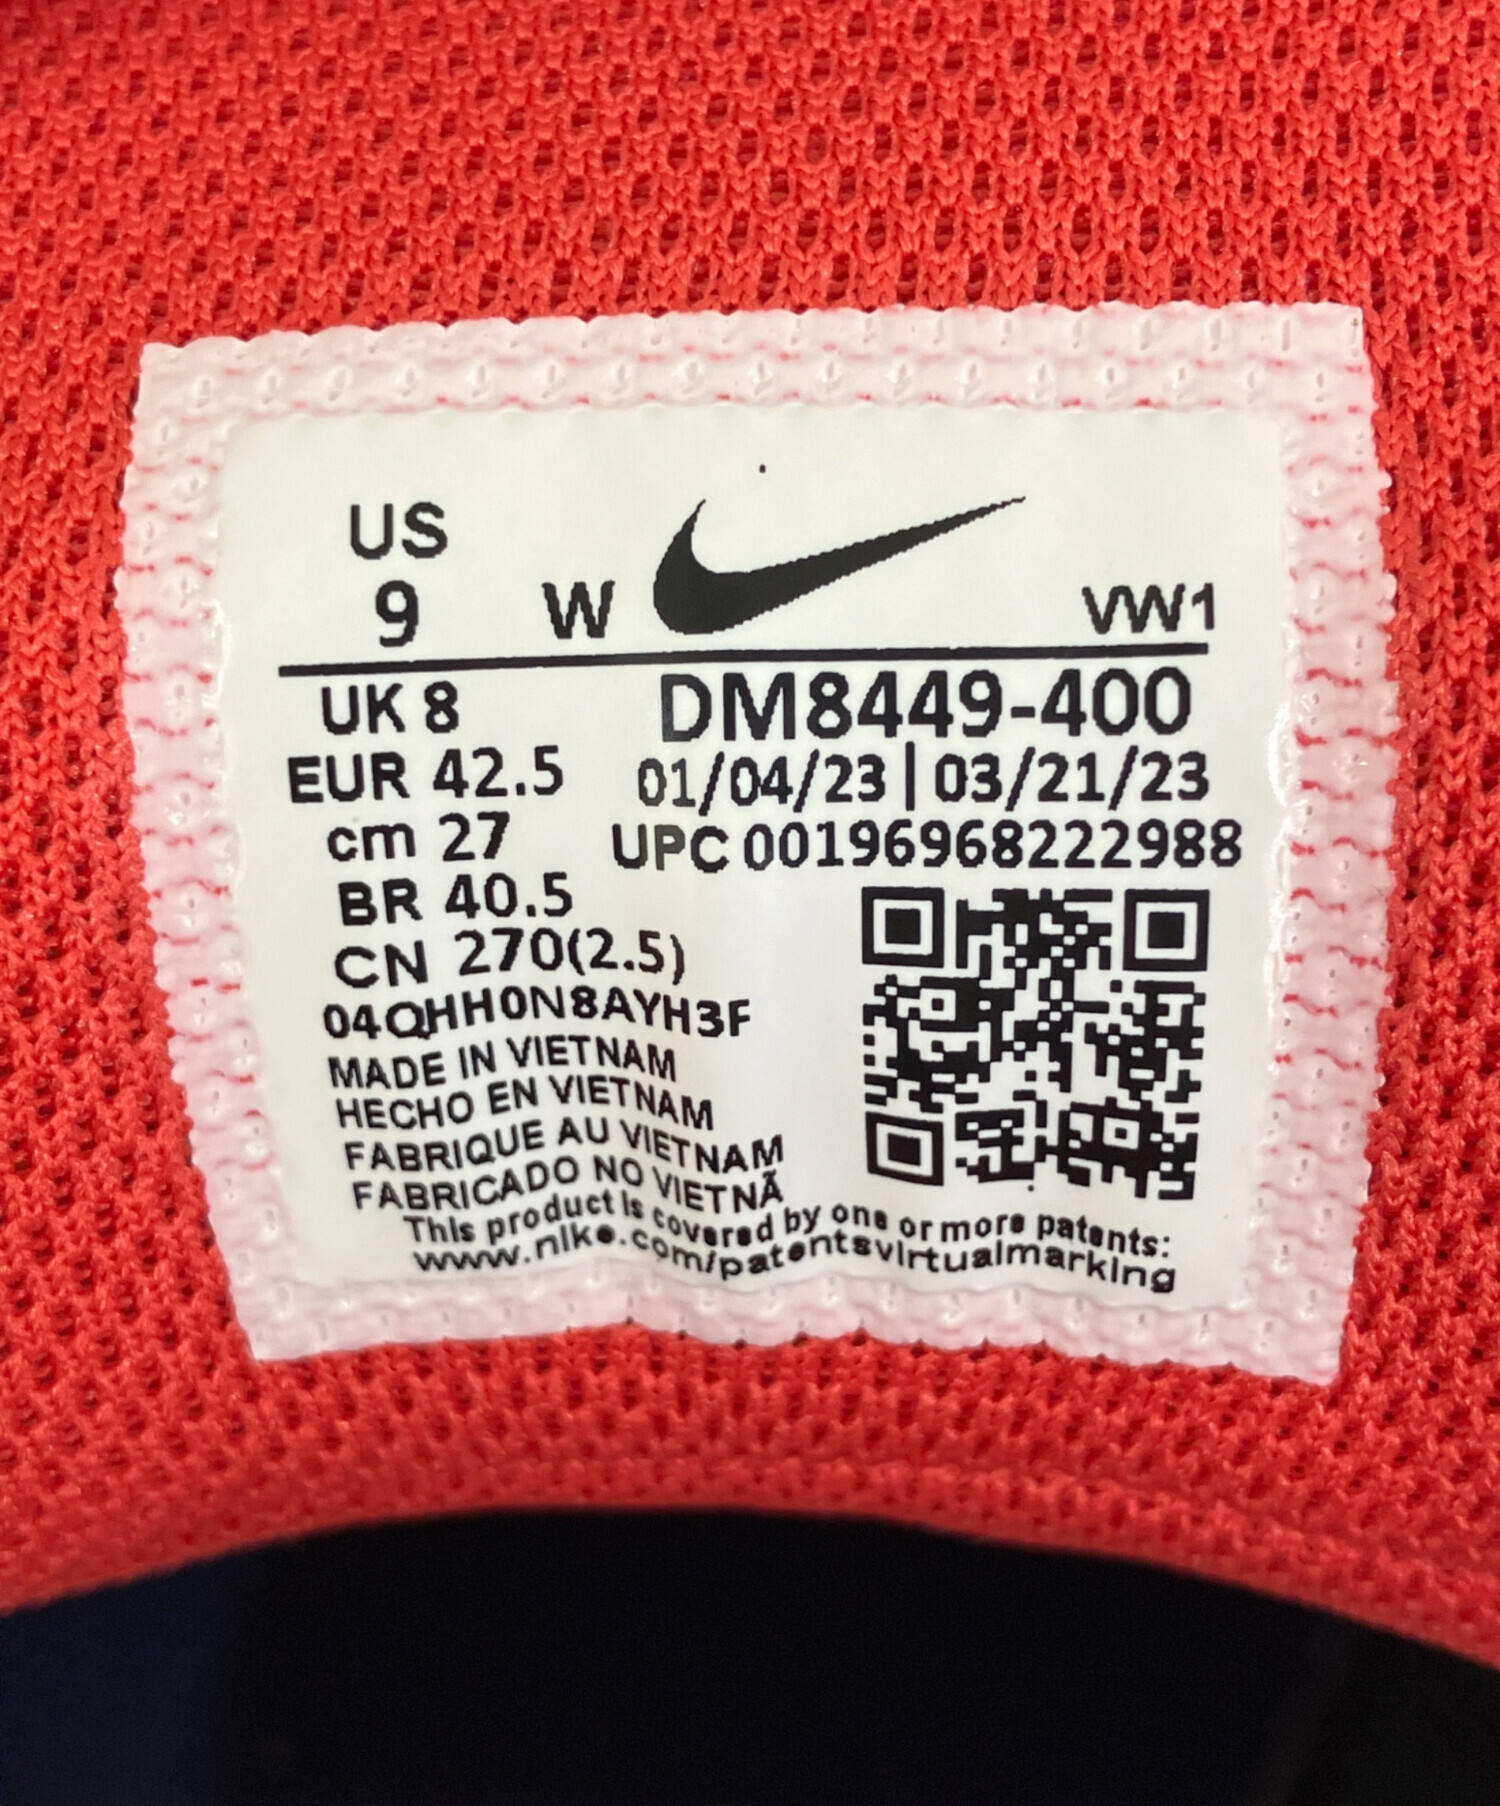 US
9 W VW1
UK 8
EUR 42.5
cm 27
BR 40.5
CN 270(2.5)
04QHH0N8AYH3F
MADE IN VIETNAM
HECHO EN VIETNAM
FABRIQUE AU VIETNAM
FABRICADO NO VIETNÃ
DM8449-400
01/04/23 | 03/21/23
UPC 00196968222988
This product is covered by one or more patents:
www.nike.com/patentsvirtualmarking